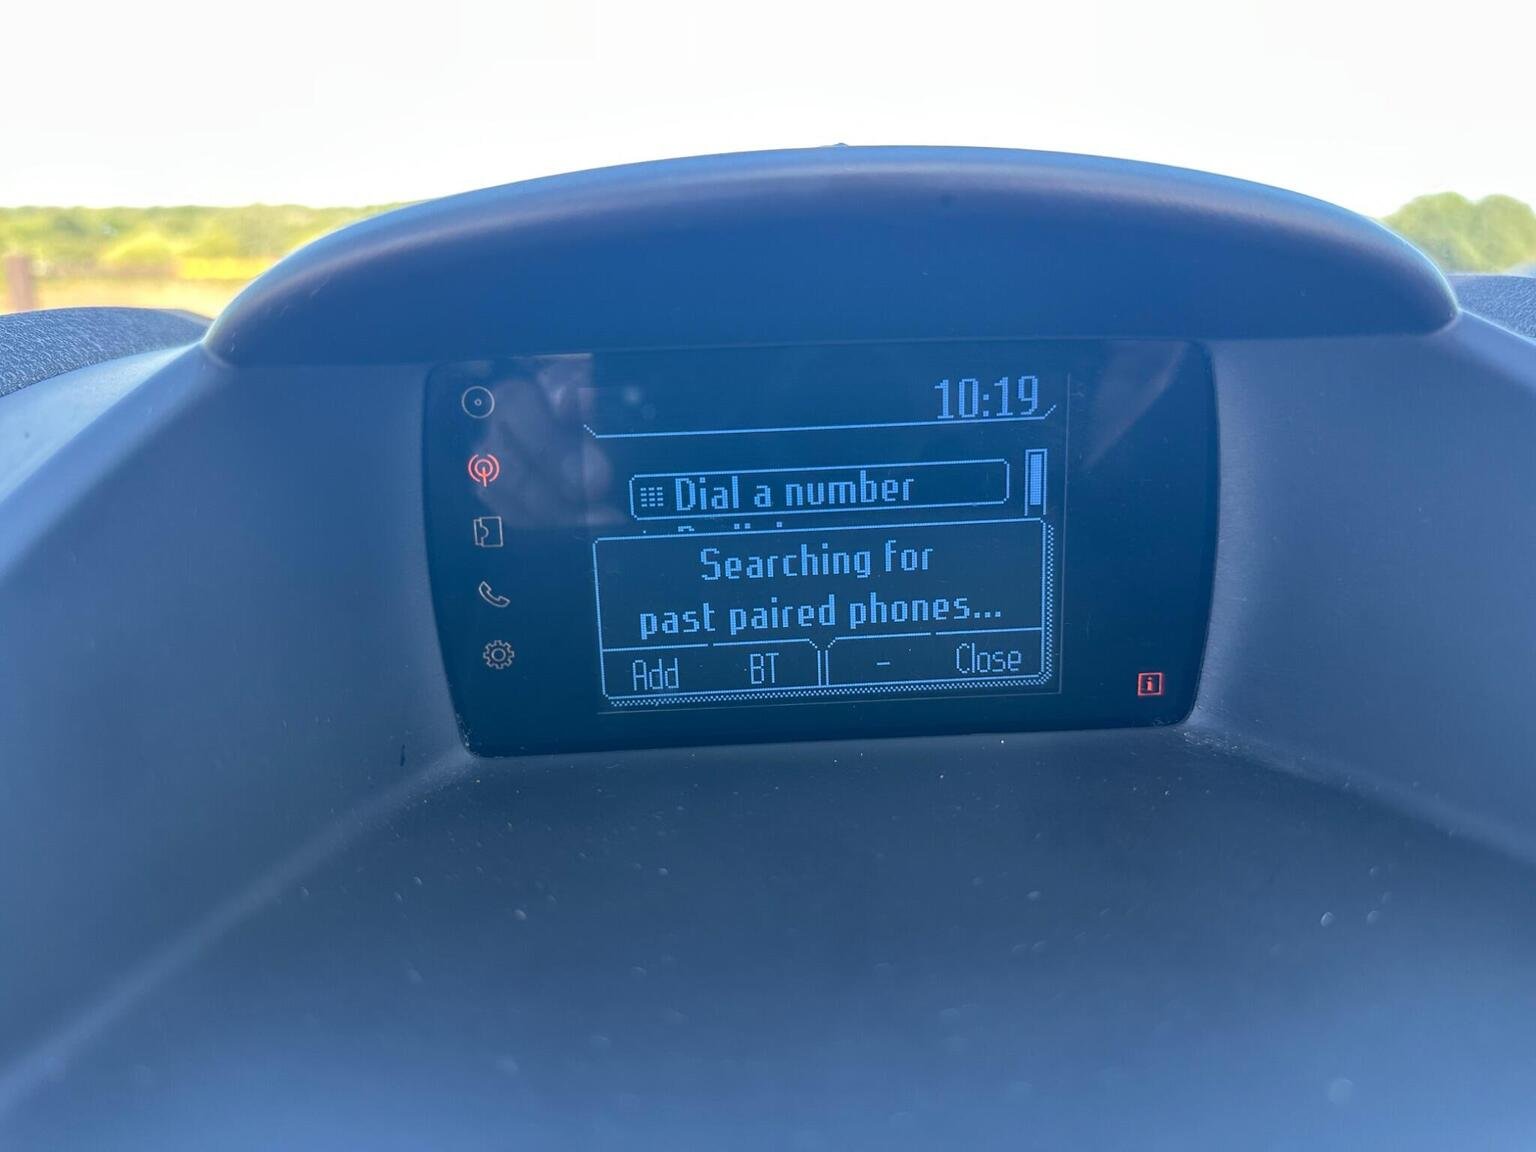 10:19
Dial a number
Searching for
past paired phones...
Add BT - Close
i